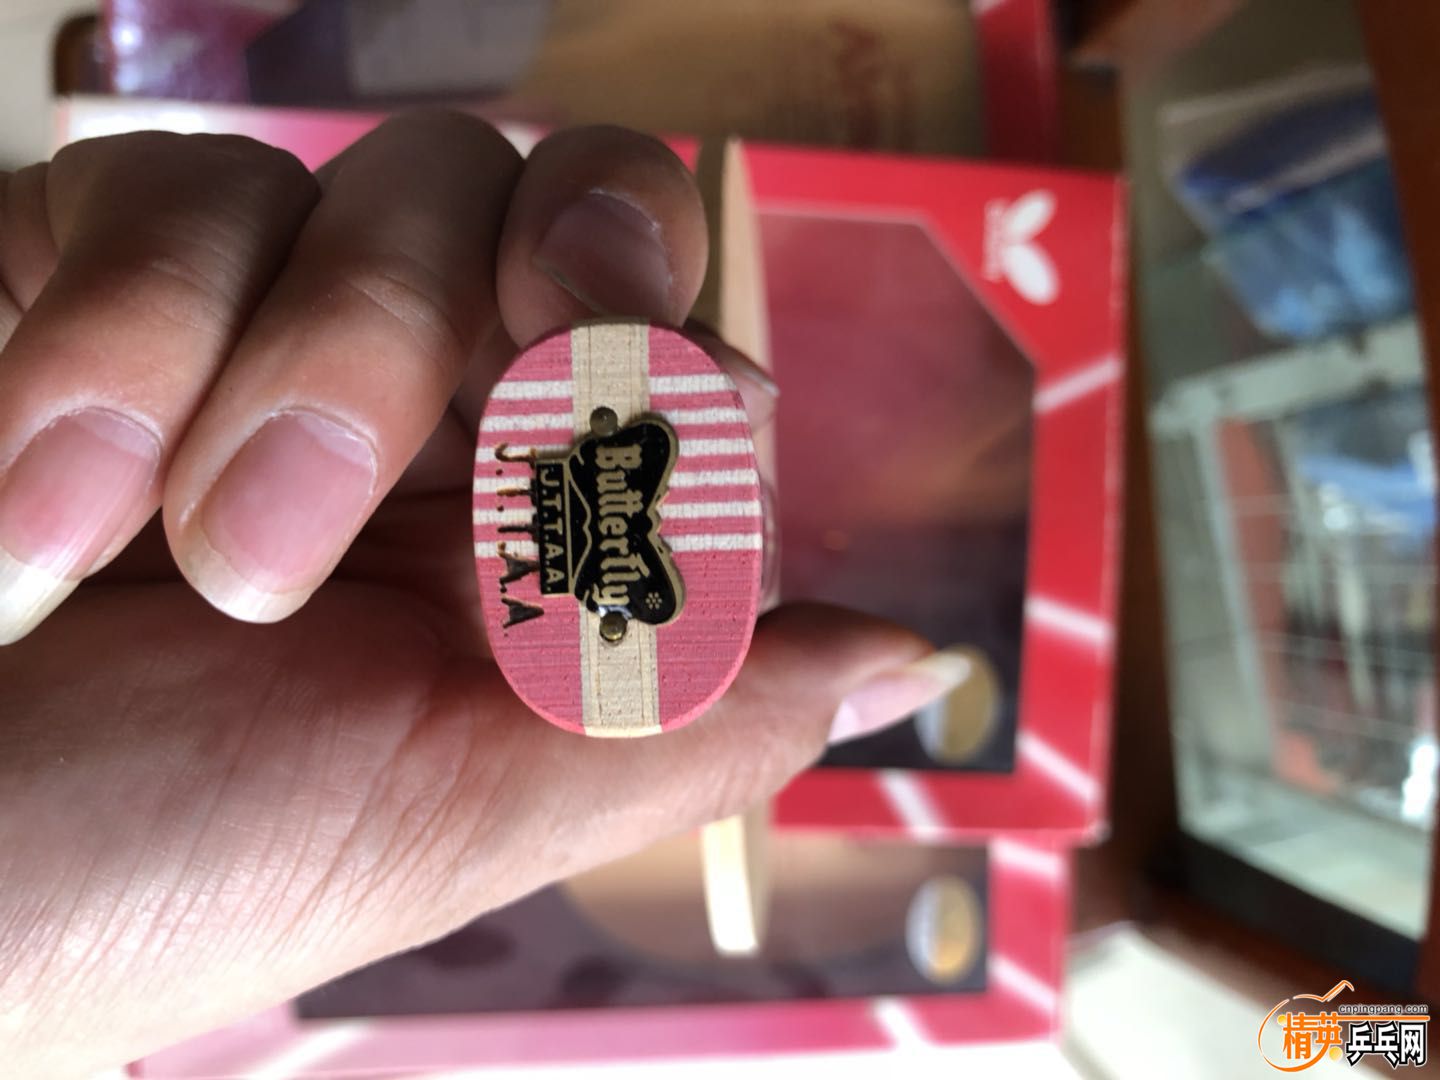 Butterfly
J.T.T.A.A.
J.T.T.A.A.
cnpingpang.com
精英乒乓网